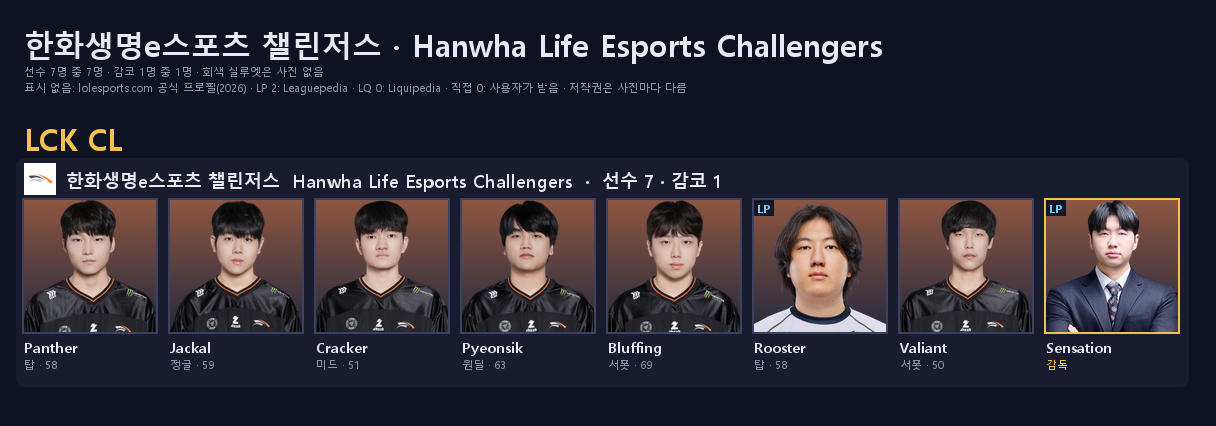 한화생명e스포츠 챌린저스 · Hanwha Life Esports Challengers
선수 7명 중 7명 · 감코 1명 중 1명 · 회색 실루엣은 사진 없음
표시 없음: lolesports.com 공식 프로필(2026) · LP 2: Leaguepedia · LQ 0: Liquipedia · 직접 0: 사용자가 받음 · 저작권은 사진마다 다름
LCK CL
한화생명e스포츠 챌린저스 Hanwha Life Esports Challengers · 선수 7 · 감코 1
LP
LP
Panther
탑 · 58
Jackal
정글 · 59
Cracker
미드 · 51
Pyeonsik
원딜 · 63
Bluffing
서폿 · 69
Rooster
탑 · 58
Valiant
서폿 · 50
Sensation
감독